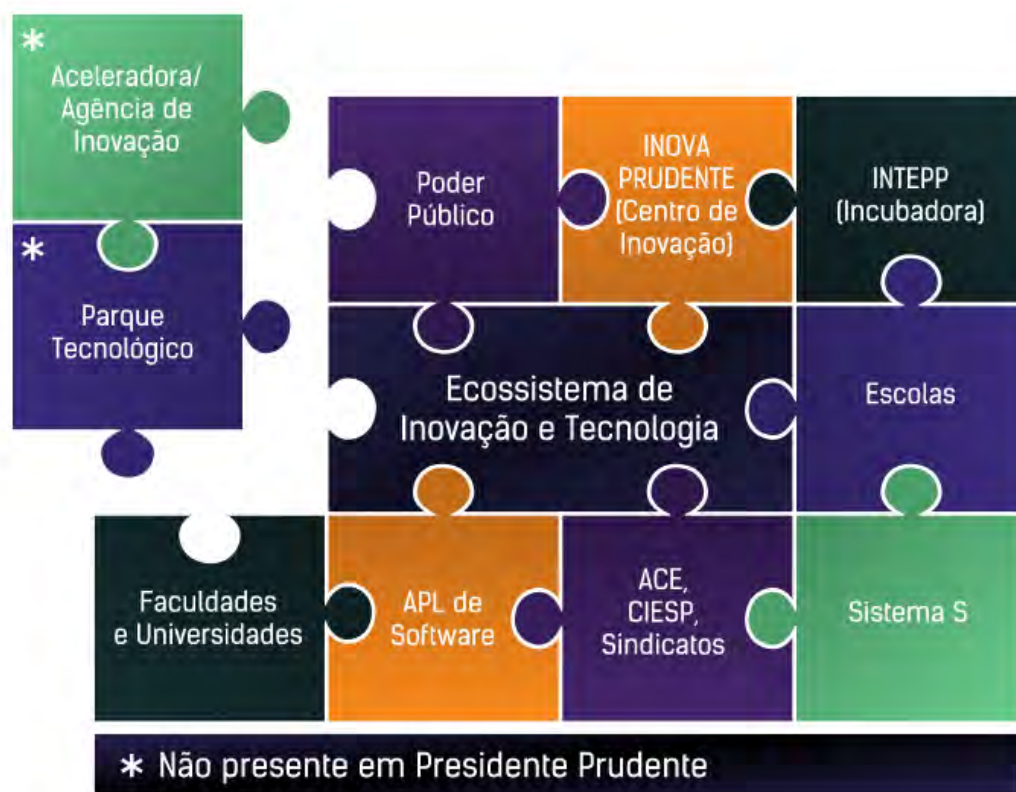 *
Aceleradora/
Agência de
Inovação
*
Parque
Tecnológico
Poder
Público
INOVA
PRUDENTE
(Centro de
Inovação)
INTEPP
(Incubadora)
Ecossistema de
Inovação e Tecnologia
Escolas
Faculdades
e Universidades
APL de
Software
ACE,
CIESP,
Sindicatos
Sistema S
* Não presente em Presidente Prudente